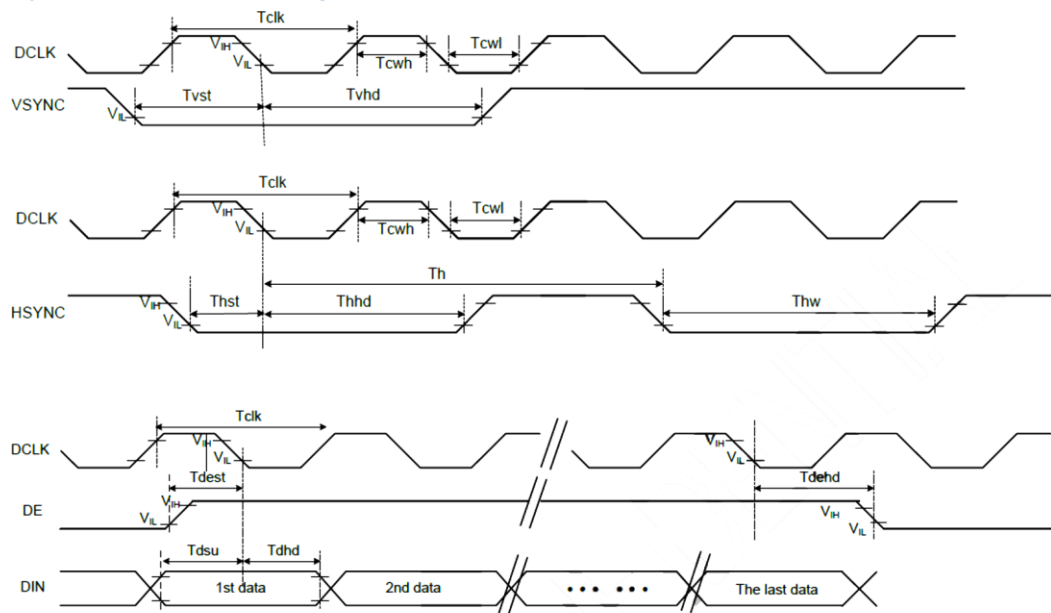 Tclk
DCLK
VIH
VIL
Tcwh
Tcwl
VSYNC
VIL
Tvst
Tvhd
Tclk
DCLK
VIH
VIL
Tcwh
Tcwl
Th
HSYNC
VIH
VIL
Thst
Thhd
Thw
Tclk
DCLK
VIH
VIL
VIH
VIL
Tdest
Tdehd
DE
VIH
VIL
VIH
VIL
Tdsu
Tdhd
DIN
1st data
2nd data
••• •••
The last data